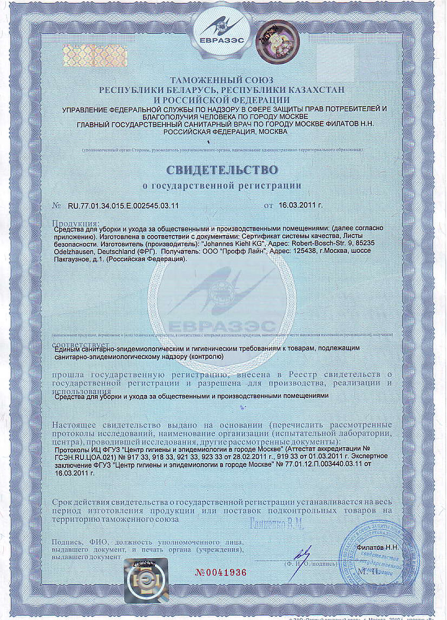 ЕВРАЗЭС
ТАМОЖЕННЫЙ СОЮЗ
РЕСПУБЛИКИ БЕЛАРУСЬ, РЕСПУБЛИКИ КАЗАХСТАН
И РОССИЙСКОЙ ФЕДЕРАЦИИ
УПРАВЛЕНИЕ ФЕДЕРАЛЬНОЙ СЛУЖБЫ ПО НАДЗОРУ В СФЕРЕ ЗАЩИТЫ ПРАВ ПОТРЕБИТЕЛЕЙ И
БЛАГОПОЛУЧИЯ ЧЕЛОВЕКА ПО ГОРОДУ МОСКВЕ
ГЛАВНЫЙ ГОСУДАРСТВЕННЫЙ САНИТАРНЫЙ ВРАЧ ПО ГОРОДУ МОСКВЕ ФИЛАТОВ Н.Н.
РОССИЙСКАЯ ФЕДЕРАЦИЯ, МОСКВА
СВИДЕТЕЛЬСТВО
о государственной регистрации
№ RU.77.01.34.015.Е.002545.03.11 от 16.03.2011 г.
Продукция:
Средства для уборки и ухода за общественными и производственными помещениями: (далее согласно
приложению). Изготовлена в соответствии с документами: Сертификат системы качества, Листы
безопасности. Изготовитель (производитель): "Johannes Kiehl KG", Адрес: Robert-Bosch-Str. 9, 85235
Odelzhausen, Deutschland (ФРГ). Получатель: ООО "Профф Лайн", Адрес: 125438, г.Москва, шоссе
Пакгаузное, д.1. (Российская Федерация).
ЕВРАЗЭС
соответствует
Единым санитарно-эпидемиологическим и гигиеническим требованиям к товарам, подлежащим
санитарно-эпидемиологическому надзору (контролю)
прошла государственную регистрацию, внесена в Реестр свидетельств о
государственной регистрации и разрешена для производства, реализации и
использования
Средства для уборки и ухода за общественными и производственными помещениями
Настоящее свидетельство выдано на основании (перечислить рассмотренные
протоколы исследований, наименование организации (испытательной лаборатории,
центра), проводившей исследования, другие рассмотренные документы):
Протоколы ИЦ ФГУЗ "Центр гигиены и эпидемиологии в городе Москве" (Аттестат аккредитации №
ГСЭН.RU.ЦОА.021) № 917 33, 918 33, 921 33, 923 33 от 28.02.2011 г., 919 33 от 01.03.2011 г. Экспертное
заключение ФГУЗ "Центр гигиены и эпидемиологии в городе Москве" № 77.01.12.П.003440.03.11 от
16.03.2011 г.
Срок действия свидетельства о государственной регистрации устанавливается на весь
период изготовления продукции или поставок подконтрольных товаров на
территорию таможенного союза
Подпись, ФИО, должность уполномоченного лица,
выдавшего документ, и печать органа (учреждения),
выдавшего документ
Филатов Н.Н.
(Ф. И. О., подпись)
М. П.
№0041936